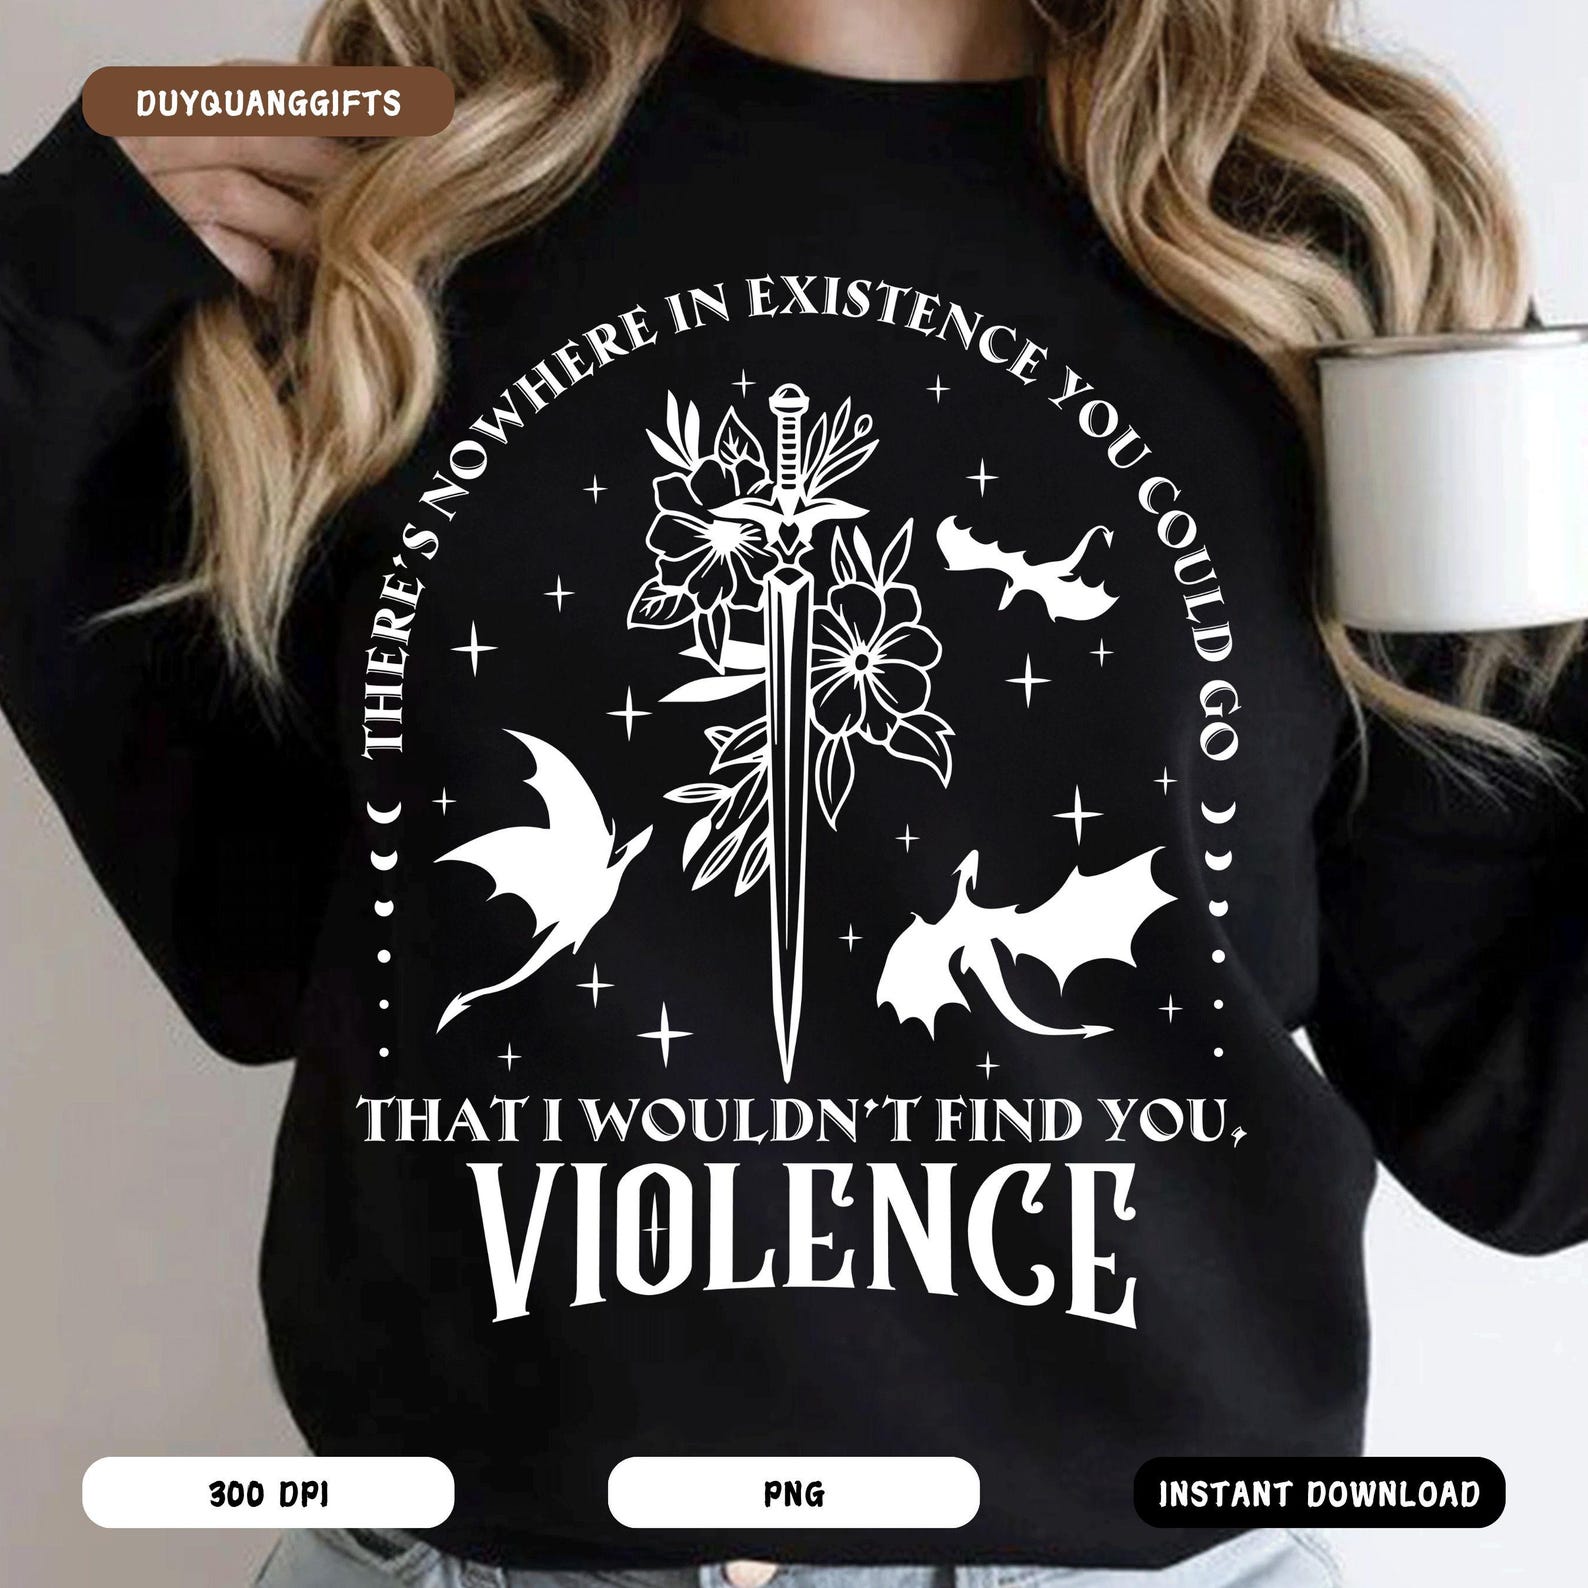 DUYQUANGGIFTS
THERE'S NOWHERE IN EXISTENCE YOU COULD GO
THAT I WOULDN'T FIND YOU,
VIOLENCE
300 DPI
PNG
INSTANT DOWNLOAD